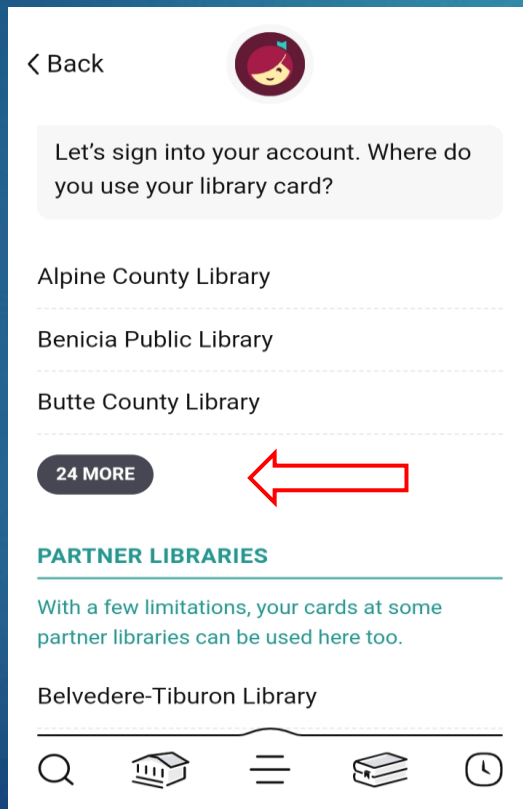 Back
Let’s sign into your account. Where do
you use your library card?
Alpine County Library
Benicia Public Library
Butte County Library
24 MORE
PARTNER LIBRARIES
With a few limitations, your cards at some
partner libraries can be used here too.
Belvedere-Tiburon Library